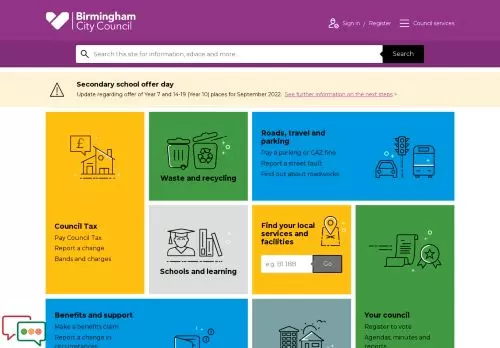 Birmingham
City Council
Sign in / Register
Council services
Search this site for information, advice and more
Search
Secondary school offer day
Update regarding offer of Year 7 and 14-19 (Year 10) places for September 2022. See further information on the next steps >
Council Tax
Pay Council Tax
Report a change
Bands and charges
Waste and recycling
Roads, travel and
parking
Pay a parking or CAZ fine
Report a street fault
Find out about roadworks
Schools and learning
Find your local
services and
facilities
e.g. B1 1BB
Go
Benefits and support
Make a benefits claim
Report a change in
circumstances
Your council
Register to vote
Agendas, minutes and
reports